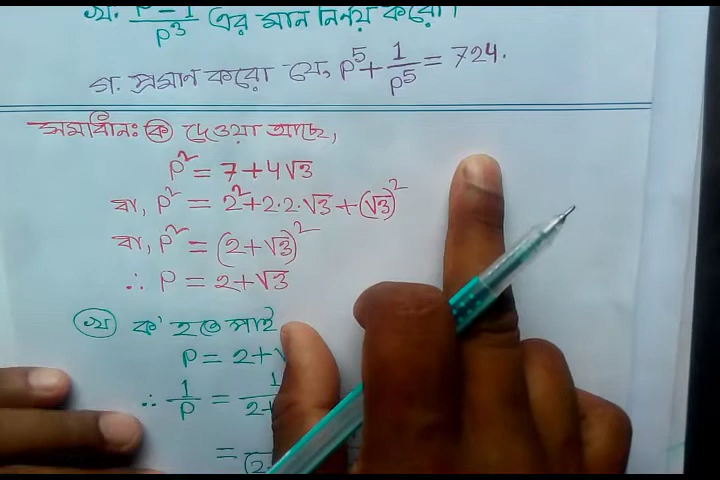 এর মান নির্ণয় করো।
P³
গ. প্রমান করো যে, P⁵ + 1/P⁵ = 724.
সমাধান: ক দেওয়া আছে,
P² = 7 + 4√3
বা, P² = 2² + 2·2·√3 + (√3)²
বা, P² = (2 + √3)²
∴ P = 2 + √3
খ ক' হতে পাই
P = 2 +
∴ 1/P = 1/2+
= (2